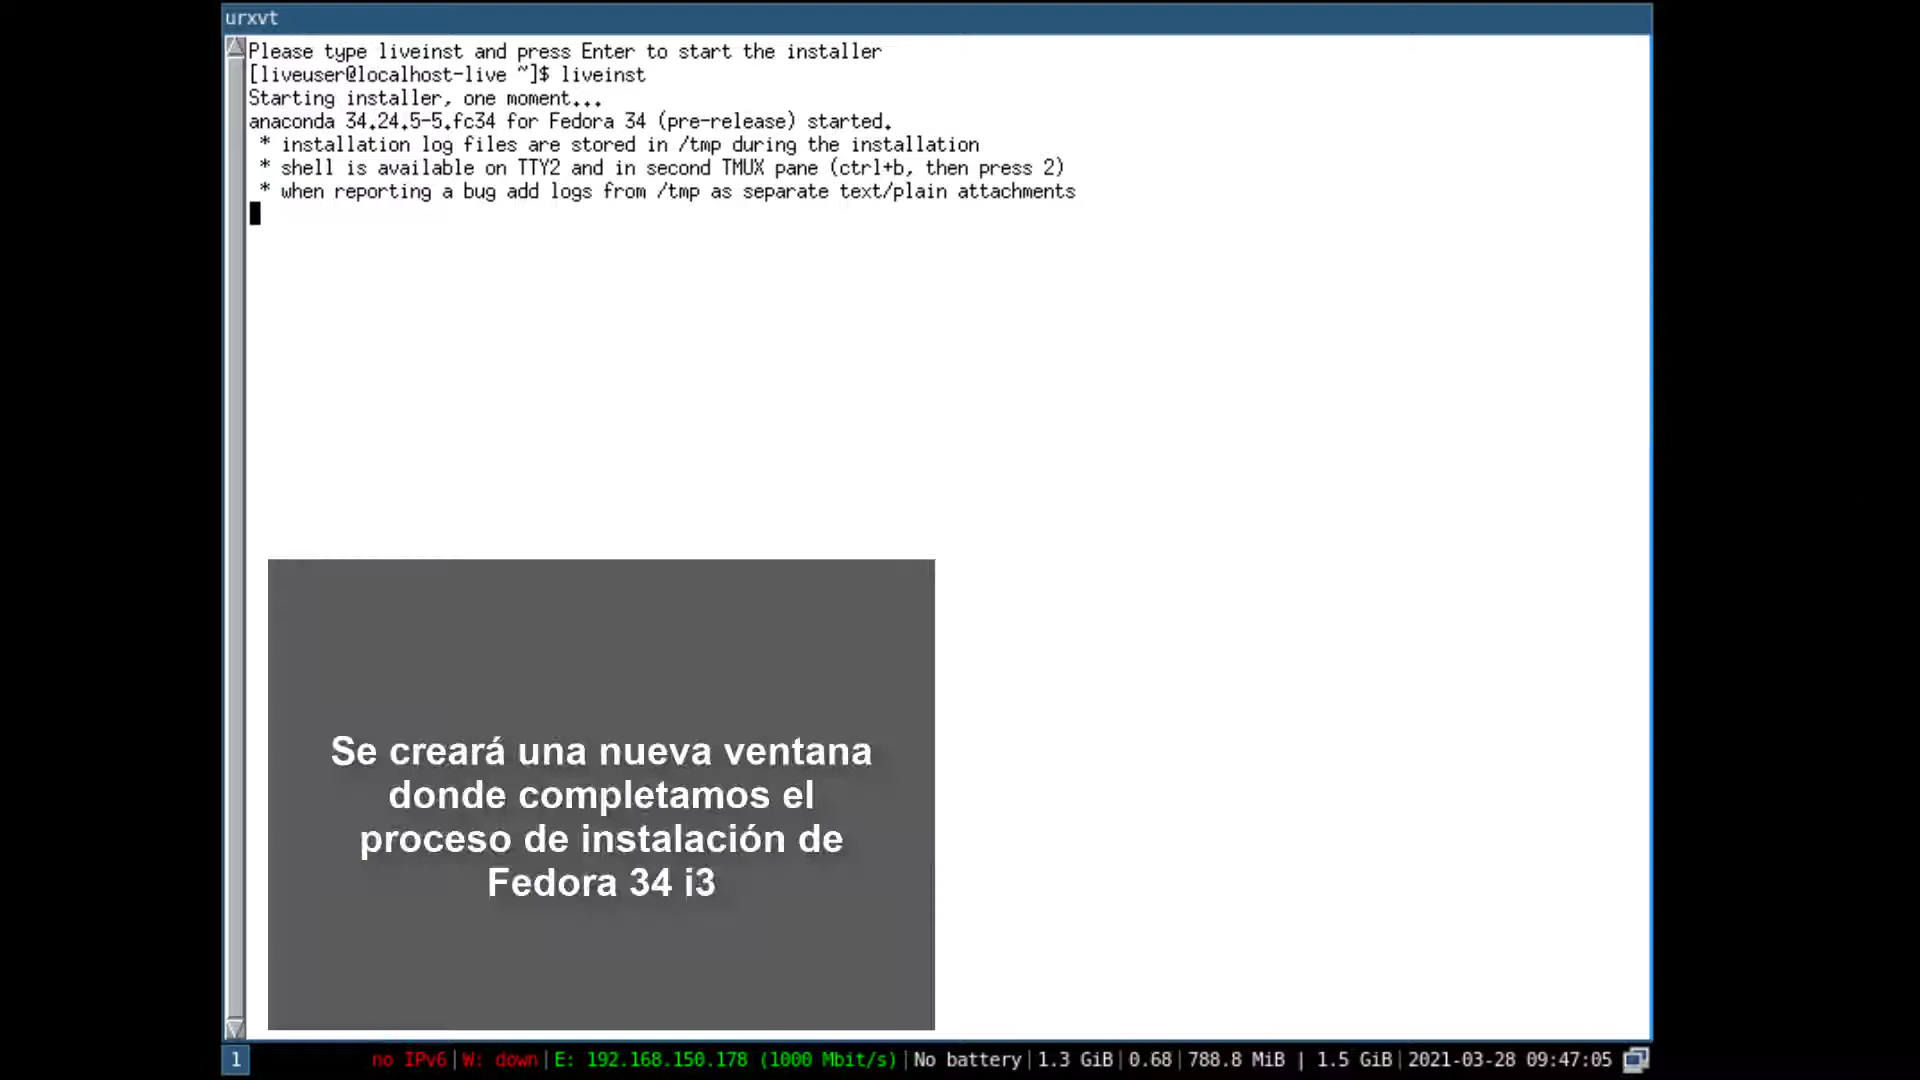 urxvt
Please type liveinst and press Enter to start the installer
[liveuser@localhost-live ~]$ liveinst
Starting installer, one moment...
anaconda 34.24.5-5.fc34 for Fedora 34 (pre-release) started.
* installation log files are stored in /tmp during the installation
* shell is available on TTY2 and in second TMUX pane (ctrl+b, then press 2)
* when reporting a bug add logs from /tmp as separate text/plain attachments
Se creará una nueva ventana
donde completamos el
proceso de instalación de
Fedora 34 i3
1 no IPv6|W: down|E: 192.168.150.178 (1000 Mbit/s)|No battery|1.3 GiB|0.68|788.8 MiB | 1.5 GiB|2021-03-28 09:47:05